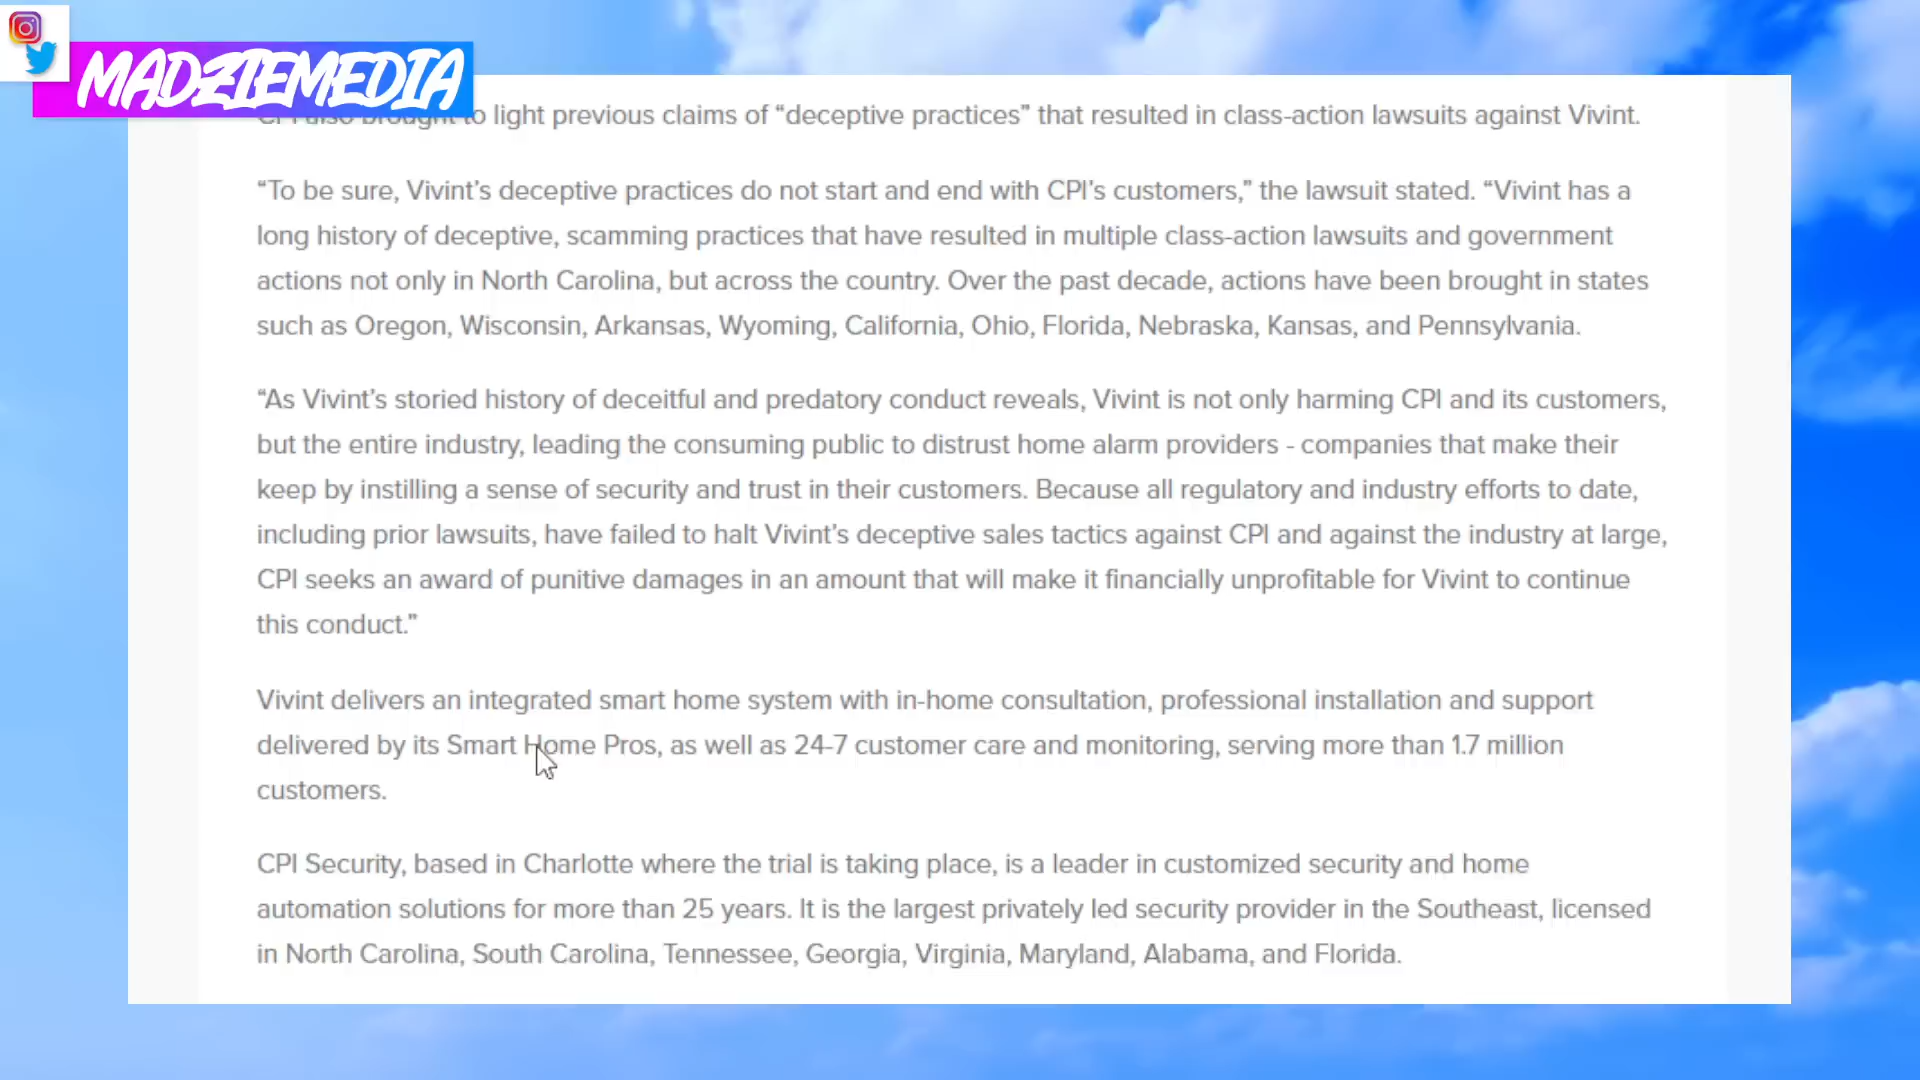 MADZIEMEDIA
CPI also brought to light previous claims of “deceptive practices” that resulted in class-action lawsuits against Vivint.
“To be sure, Vivint’s deceptive practices do not start and end with CPI’s customers,” the lawsuit stated. “Vivint has a
long history of deceptive, scamming practices that have resulted in multiple class-action lawsuits and government
actions not only in North Carolina, but across the country. Over the past decade, actions have been brought in states
such as Oregon, Wisconsin, Arkansas, Wyoming, California, Ohio, Florida, Nebraska, Kansas, and Pennsylvania.
“As Vivint’s storied history of deceitful and predatory conduct reveals, Vivint is not only harming CPI and its customers,
but the entire industry, leading the consuming public to distrust home alarm providers - companies that make their
keep by instilling a sense of security and trust in their customers. Because all regulatory and industry efforts to date,
including prior lawsuits, have failed to halt Vivint’s deceptive sales tactics against CPI and against the industry at large,
CPI seeks an award of punitive damages in an amount that will make it financially unprofitable for Vivint to continue
this conduct.”
Vivint delivers an integrated smart home system with in-home consultation, professional installation and support
delivered by its Smart Home Pros, as well as 24-7 customer care and monitoring, serving more than 1.7 million
customers.
CPI Security, based in Charlotte where the trial is taking place, is a leader in customized security and home
automation solutions for more than 25 years. It is the largest privately led security provider in the Southeast, licensed
in North Carolina, South Carolina, Tennessee, Georgia, Virginia, Maryland, Alabama, and Florida.